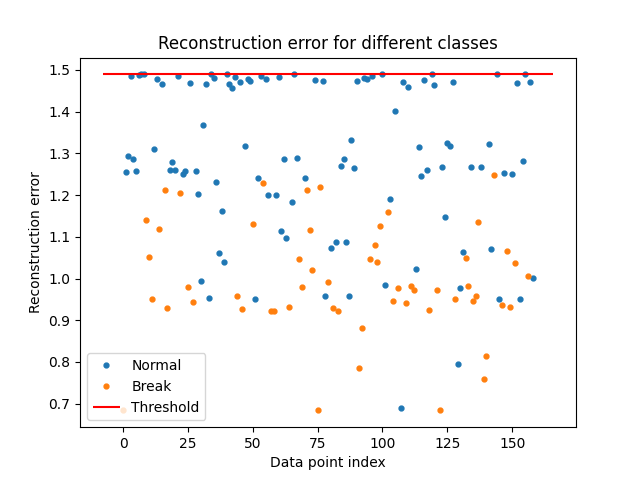 Reconstruction error for different classes
Reconstruction error
1.5
1.4
1.3
1.2
1.1
1.0
0.9
0.8
0.7
Normal
Break
Threshold
0 25 50 75 100 125 150
Data point index